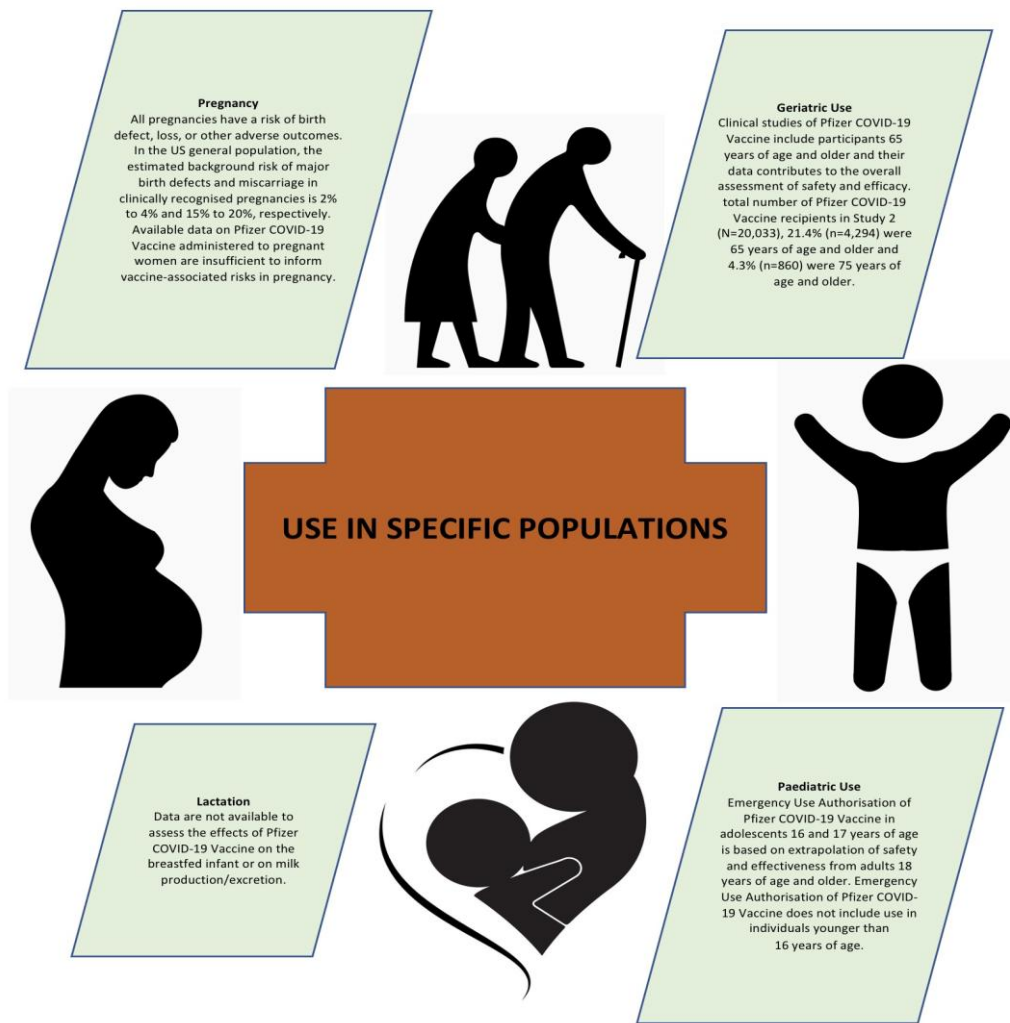 Pregnancy
All pregnancies have a risk of birth
defect, loss, or other adverse outcomes.
In the US general population, the
estimated background risk of major
birth defects and miscarriage in
clinically recognised pregnancies is 2%
to 4% and 15% to 20%, respectively.
Available data on Pfizer COVID-19
Vaccine administered to pregnant
women are insufficient to inform
vaccine-associated risks in pregnancy.
Geriatric Use
Clinical studies of Pfizer COVID-19
Vaccine include participants 65
years of age and older and their
data contributes to the overall
assessment of safety and efficacy.
total number of Pfizer COVID-19
Vaccine recipients in Study 2
(N=20,033), 21.4% (n=4,294) were
65 years of age and older and
4.3% (n=860) were 75 years of
age and older.
USE IN SPECIFIC POPULATIONS
Lactation
Data are not available to
assess the effects of Pfizer
COVID-19 Vaccine on the
breastfed infant or on milk
production/excretion.
Paediatric Use
Emergency Use Authorisation of
Pfizer COVID-19 Vaccine in
adolescents 16 and 17 years of age
is based on extrapolation of safety
and effectiveness from adults 18
years of age and older. Emergency
Use Authorisation of Pfizer COVID-
19 Vaccine does not include use in
individuals younger than
16 years of age.